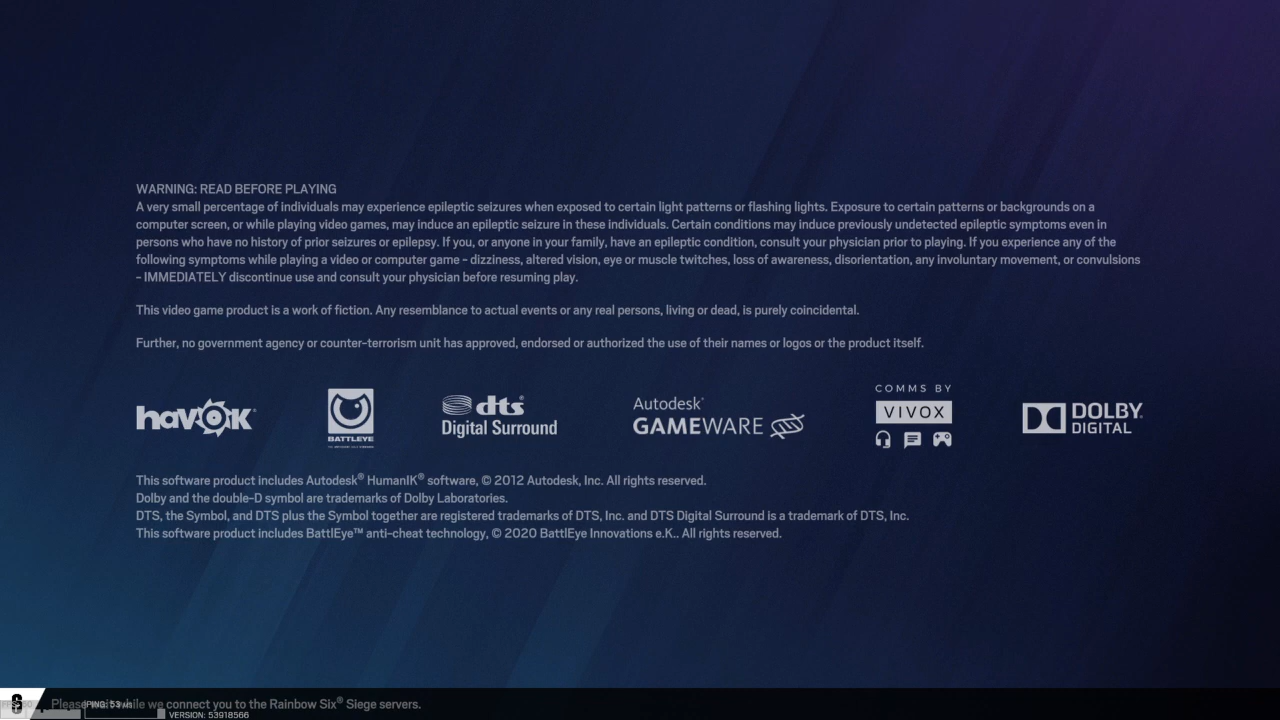 WARNING: READ BEFORE PLAYING
A very small percentage of individuals may experience epileptic seizures when exposed to certain light patterns or flashing lights. Exposure to certain patterns or backgrounds on a
computer screen, or while playing video games, may induce an epileptic seizure in these individuals. Certain conditions may induce previously undetected epileptic symptoms even in
persons who have no history of prior seizures or epilepsy. If you, or anyone in your family, have an epileptic condition, consult your physician prior to playing. If you experience any of the
following symptoms while playing a video or computer game - dizziness, altered vision, eye or muscle twitches, loss of awareness, disorientation, any involuntary movement, or convulsions
- IMMEDIATELY discontinue use and consult your physician before resuming play.
This video game product is a work of fiction. Any resemblance to actual events or any real persons, living or dead, is purely coincidental.
Further, no government agency or counter-terrorism unit has approved, endorsed or authorized the use of their names or logos or the product itself.
havok®
BATTLEYE
dts®
Digital Surround
Autodesk®
GAMEWARE
COMMS BY
VIVOX
DOLBY®
DIGITAL
This software product includes Autodesk® HumanIK® software, © 2012 Autodesk, Inc. All rights reserved.
Dolby and the double-D symbol are trademarks of Dolby Laboratories.
DTS, the Symbol, and DTS plus the Symbol together are registered trademarks of DTS, Inc. and DTS Digital Surround is a trademark of DTS, Inc.
This software product includes BattlEye™ anti-cheat technology, © 2020 BattlEye Innovations e.K.. All rights reserved.
6
Please while we connect you to the Rainbow Six® Siege servers.
PING: 53
VERSION: 53918566